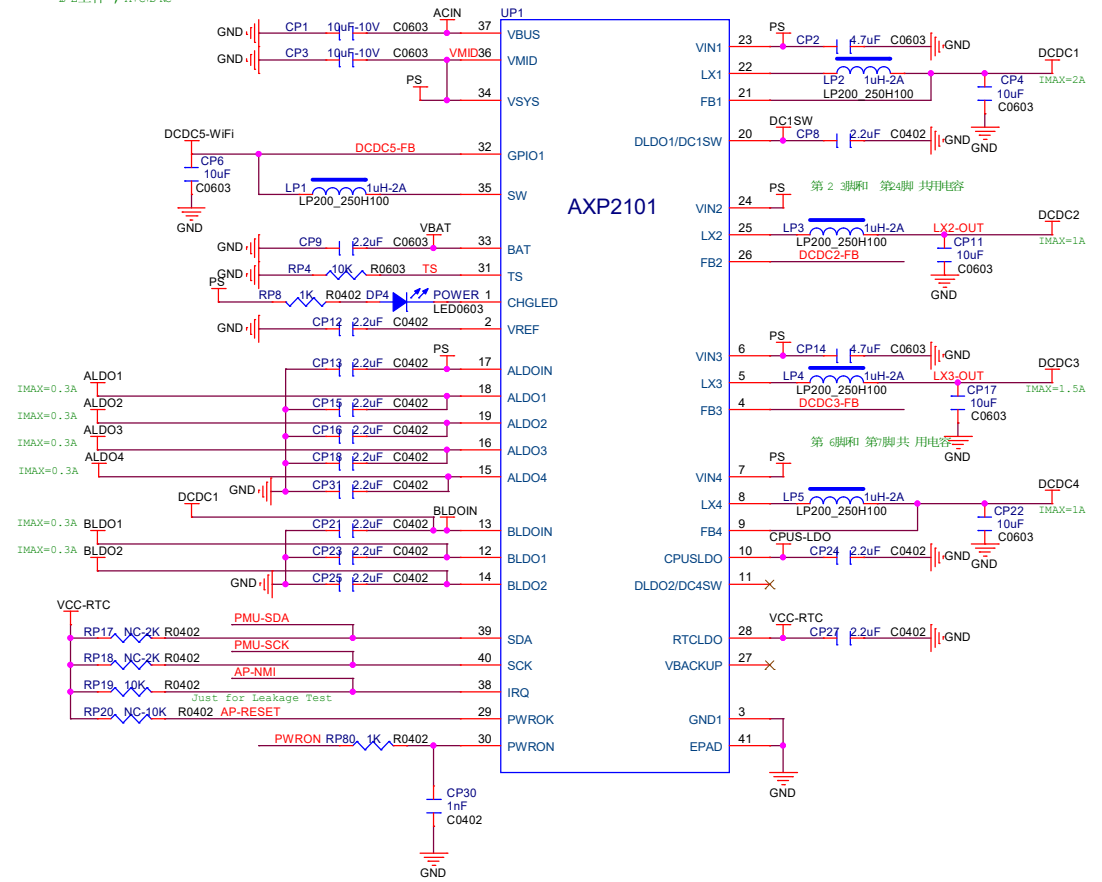 ACIN
UP1
GND CP1 10uF-10V C0603 37 VBUS
GND CP3 10uF-10V C0603 VMID 36 VMID
PS
34 VSYS
DCDC5-WiFi
DCDC5-FB 32 GPIO1
CP6
10uF
C0603
GND
LP1 1uH-2A 35 SW
LP200_250H100
VBAT
GND CP9 2.2uF C0603 33 BAT
GND RP4 10K R0603 TS 31 TS
PS
RP8 1K R0402 DP4 POWER 1 CHGLED
LED0603
GND CP12 2.2uF C0402 2 VREF
PS
CP13 2.2uF C0402 17 ALDOIN
ALDO1
IMAX=0.3A
18 ALDO1
ALDO2
CP15 2.2uF C0402
IMAX=0.3A
19 ALDO2
ALDO3
CP16 2.2uF C0402
IMAX=0.3A
16 ALDO3
ALDO4
CP18 2.2uF C0402
IMAX=0.3A
15 ALDO4
GND CP31 2.2uF C0402
DCDC1
BLDOIN
IMAX=0.3A BLDO1 CP21 2.2uF C0402 13 BLDOIN
IMAX=0.3A BLDO2 CP23 2.2uF C0402 12 BLDO1
GND CP25 2.2uF C0402 14 BLDO2
VCC-RTC
PMU-SDA
RP17 NC-2K R0402 39 SDA
PMU-SCK
RP18 NC-2K R0402 40 SCK
AP-NMI
RP19 10K R0402 38 IRQ
Just for Leakage Test
RP20 NC-10K R0402 AP-RESET 29 PWROK
PWRON RP80 1K R0402 30 PWRON
CP30
1nF
C0402
GND
AXP2101
PS
VIN1 23 CP2 4.7uF C0603 GND
DCDC1
LX1 22 LP2 1uH-2A
LP200_250H100
IMAX=2A
CP4
10uF
C0603
FB1 21
GND
DC1SW
DLDO1/DC1SW 20 CP8 2.2uF C0402 GND
第 2 3脚和 第24脚 共用电容
PS
VIN2 24
DCDC2
LX2 25 LP3 1uH-2A LX2-OUT
LP200_250H100
IMAX=1A
CP11
10uF
C0603
FB2 26 DCDC2-FB
GND
PS
VIN3 6 CP14 4.7uF C0603 GND
DCDC3
LX3 5 LP4 1uH-2A LX3-OUT
LP200_250H100
IMAX=1.5A
CP17
10uF
C0603
FB3 4 DCDC3-FB
第 6脚和 第7脚共 用电容
GND
PS
VIN4 7
DCDC4
LX4 8 LP5 1uH-2A
LP200_250H100
IMAX=1A
CP22
10uF
C0603
FB4 9
GND
CPUS-LDO
CPUSLDO 10 CP24 2.2uF C0402 GND
DLDO2/DC4SW 11
VCC-RTC
RTCLDO 28 CP27 2.2uF C0402 GND
VBACKUP 27
GND1 3
EPAD 41
GND